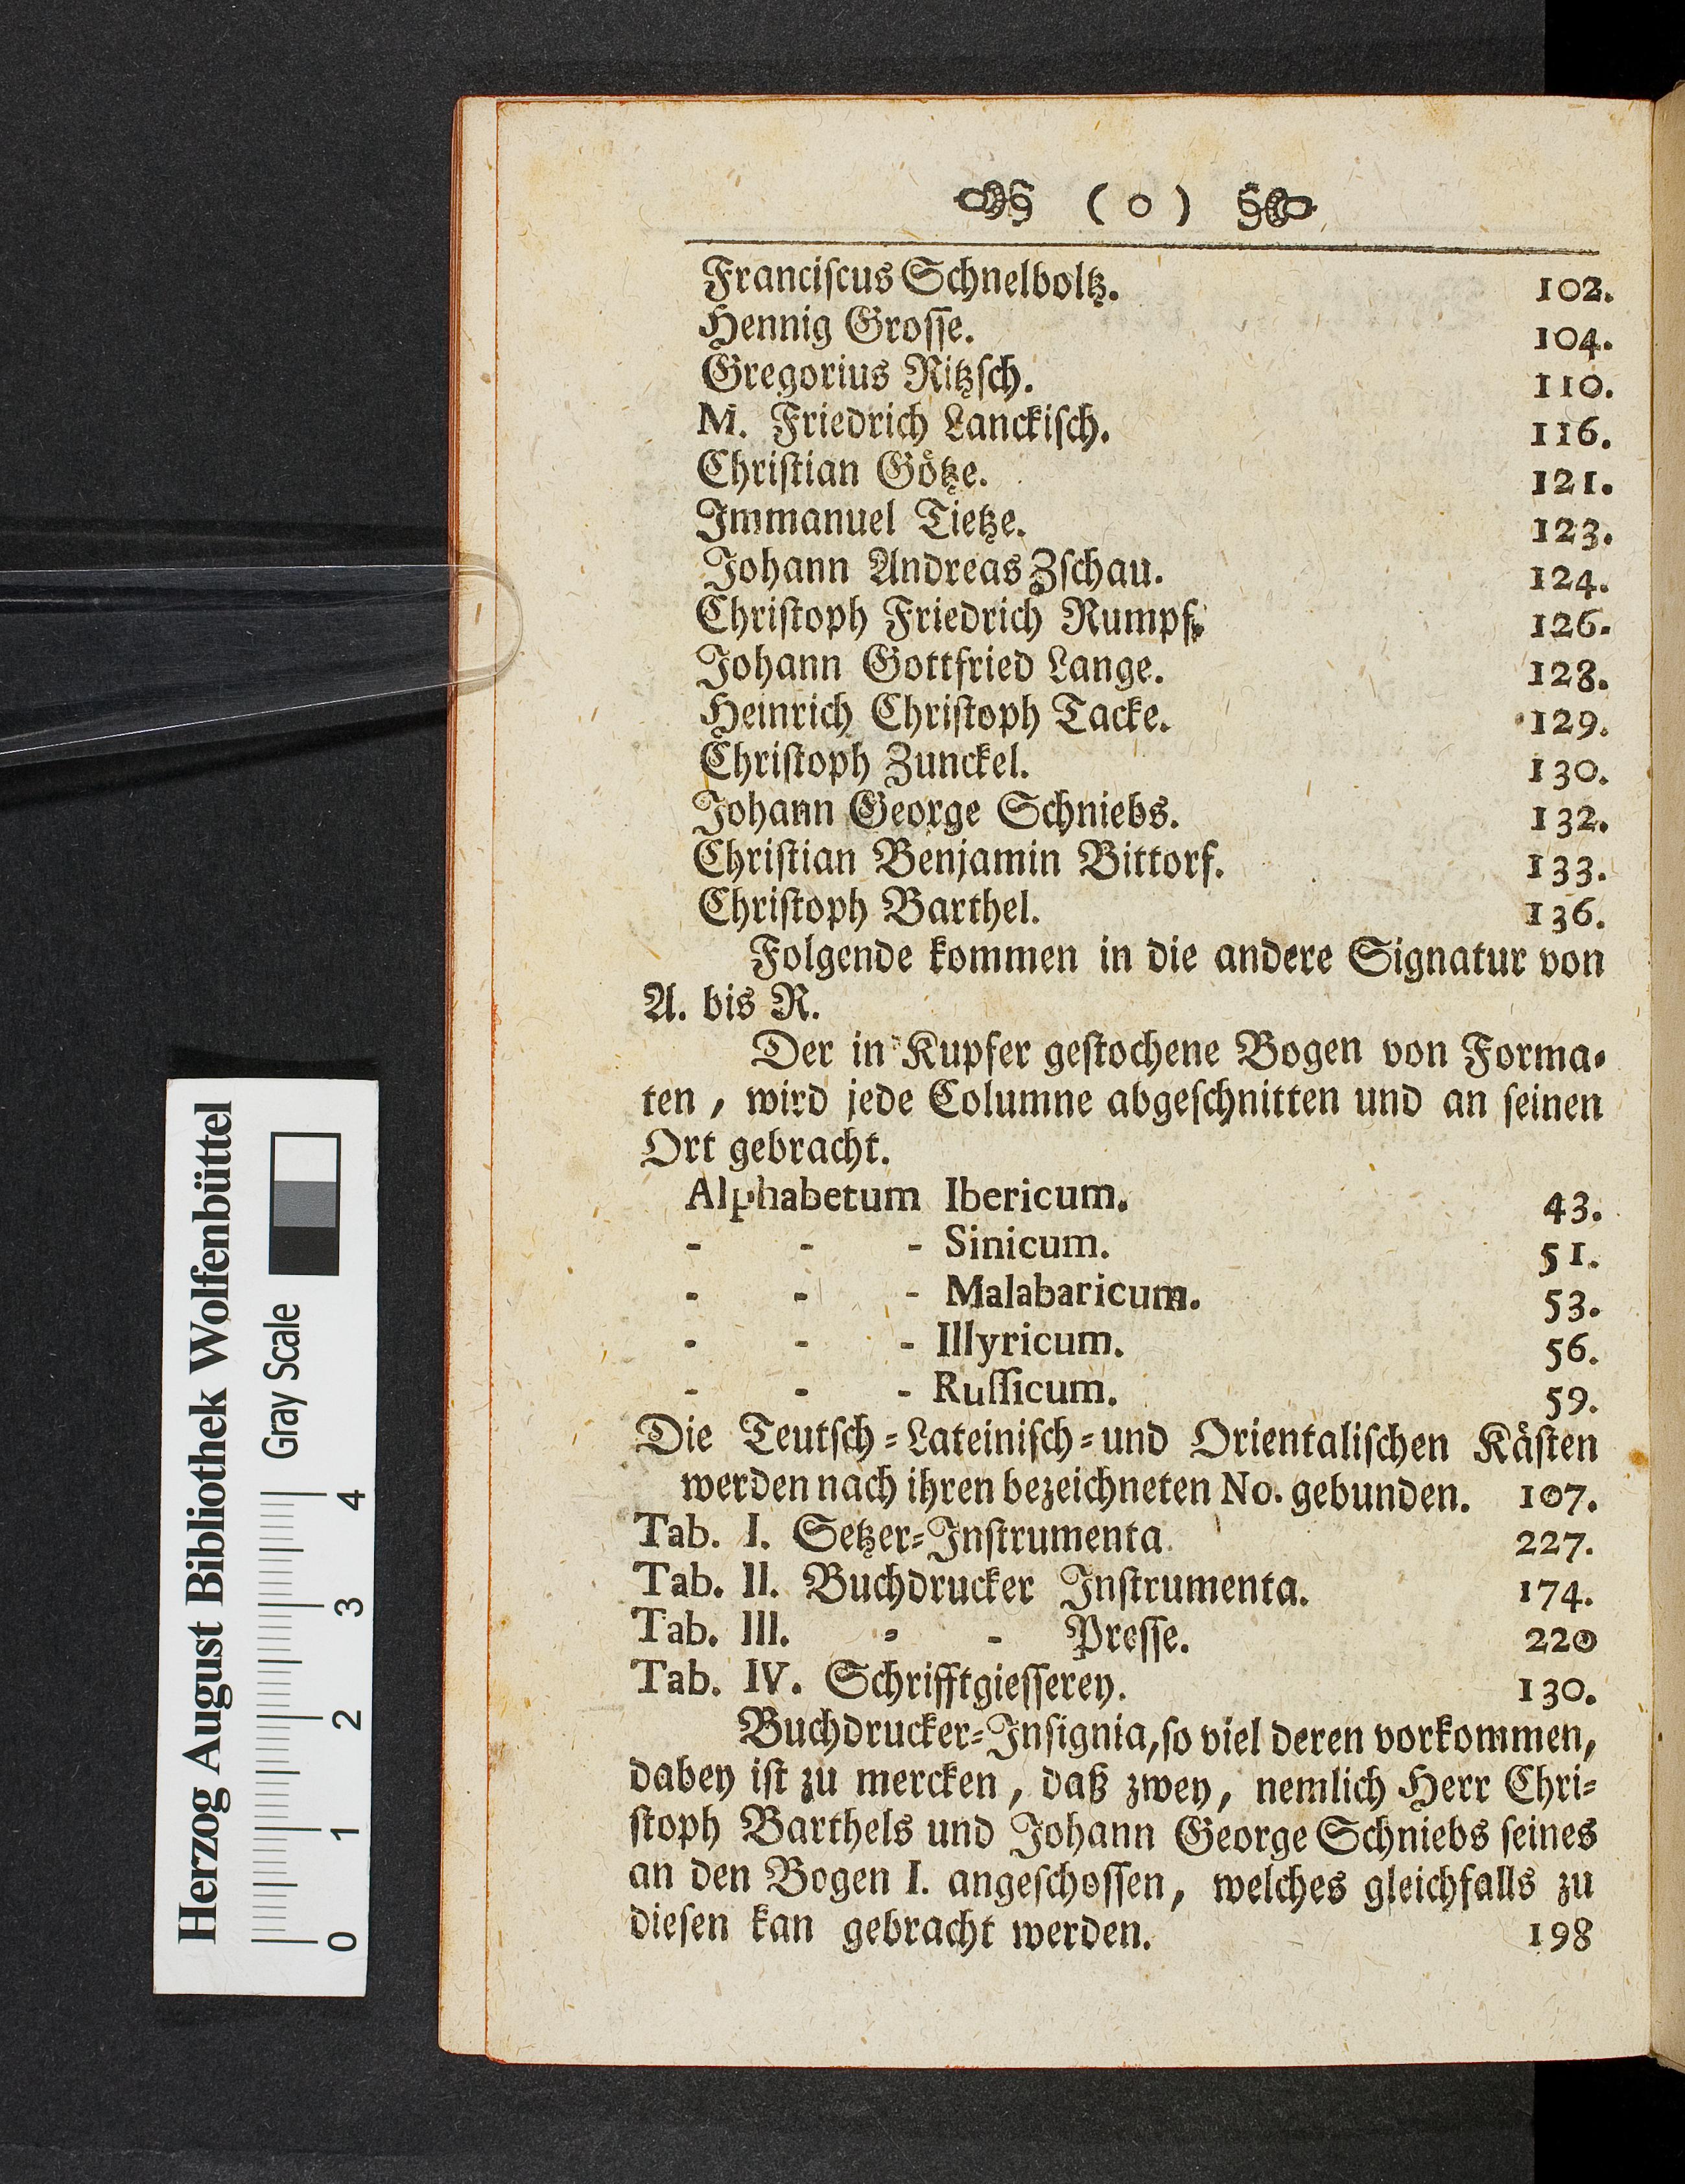 ( o )
Franciſcus Schnelboltz. 102.
Hennig Groſſe. 104.
Gregorius Ritzſch. 110.
M. Friedrich Lanckiſch. 116.
Chriſtian Götze. 121.
Immanuel Tietze. 123.
Johann Andreas Zſchau. 124.
Chriſtoph Friedrich Rumpf. 126.
Johann Gottfried Lange. 128.
Heinrich Chriſtoph Tacke. 129.
Chriſtoph Zunckel. 130.
Johann George Schniebs. 132.
Chriſtian Benjamin Bittorf. 133.
Chriſtoph Barthel. 136.
Folgende kommen in die andere Signatur von
A. bis R.
Der in Kupfer geſtochene Bogen von Forma-
ten, wird jede Columne abgeſchnitten und an ſeinen
Ort gebracht.
Alphabetum Ibericum. 43.
- - - Sinicum. 51.
- - - Malabaricum. 53.
- - - Illyricum. 56.
- - - Ruſſicum. 59.
Die Teutſch-Lateiniſch-und Orientaliſchen Käſten
werden nach ihren bezeichneten No. gebunden. 107.
Tab. I. Setzer-Inſtrumenta. 227.
Tab. II. Buchdrucker Inſtrumenta. 174.
Tab. III. - - Preſſe. 220
Tab. IV. Schrifftgieſſerey. 130.
Buchdrucker-Inſignia, ſo viel deren vorkommen,
dabey iſt zu mercken, daß zwey, nemlich Herr Chri-
ſtoph Barthels und Johann George Schniebs ſeines
an den Bogen I. angeſchoſſen, welches gleichfalls zu
dieſen kan gebracht werden. 198
Herzog August Bibliothek Wolfenbüttel
Gray Scale
0 1 2 3 4